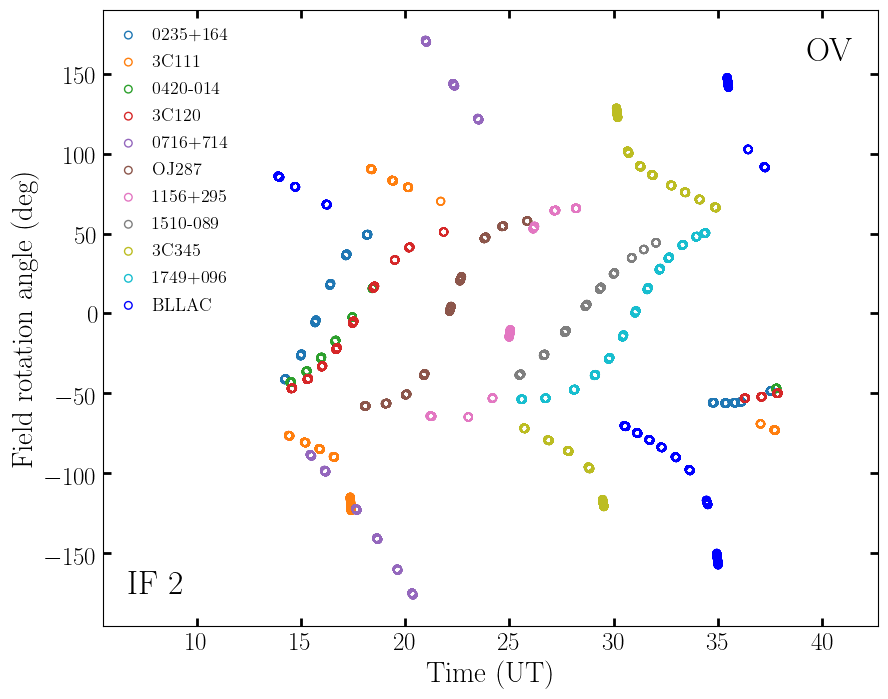 OV
0235+164
3C111
0420-014
3C120
0716+714
OJ287
1156+295
1510-089
3C345
1749+096
BLLAC
IF 2
Field rotation angle (deg)
150
100
50
0
−50
−100
−150
10 15 20 25 30 35 40
Time (UT)